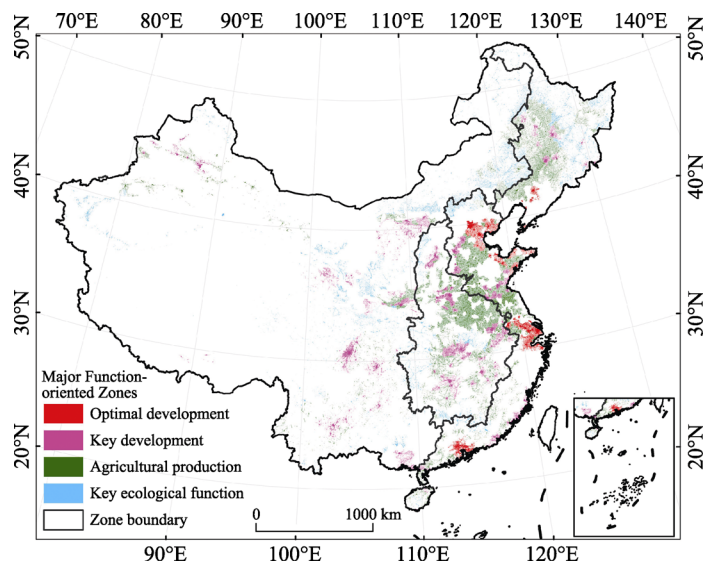 70°E 80°E 90°E 100°E 110°E 120°E 130°E 140°E
50°N 50°N
40°N 40°N
30°N 30°N
20°N 20°N
Major Function-
oriented Zones
Optimal development
Key development
Agricultural production
Key ecological function
Zone boundary
0 1000 km
90°E 100°E 110°E 120°E